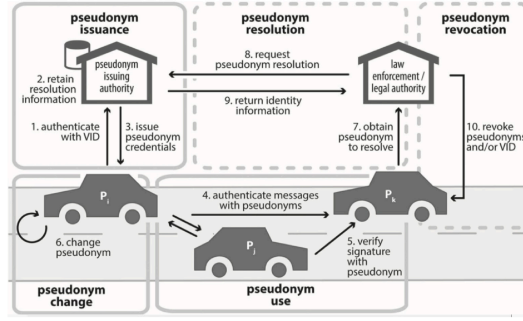 pseudonym
issuance
pseudonym
resolution
pseudonym
revocation
pseudonym
issuing
authority
law
enforcement /
legal authority
8. request
pseudonym resolution
2. retain
resolution
information
9. return identity
information
1. authenticate
with VID
3. issue
pseudonym
credentials
7. obtain
pseudonym
to resolve
10. revoke
pseudonyms
and/or VID
Pi
4. authenticate messages
with pseudonyms
Pk
6. change
pseudonym
Pj
5. verify
signature
with
pseudonym
pseudonym
change
pseudonym
use